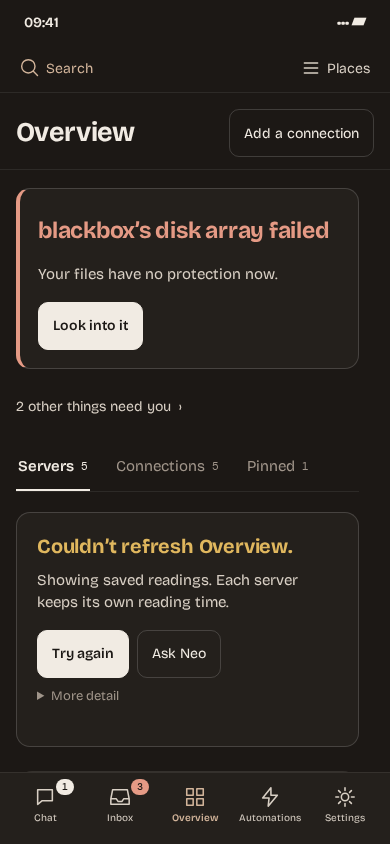 09:41
Search
Places
Overview
Add a connection
blackbox's disk array failed
Your files have no protection now.
Look into it
2 other things need you ›
Servers 5
Connections 5
Pinned 1
Couldn't refresh Overview.
Showing saved readings. Each server
keeps its own reading time.
Try again
Ask Neo
More detail
1
3
Chat
Inbox
Overview
Automations
Settings